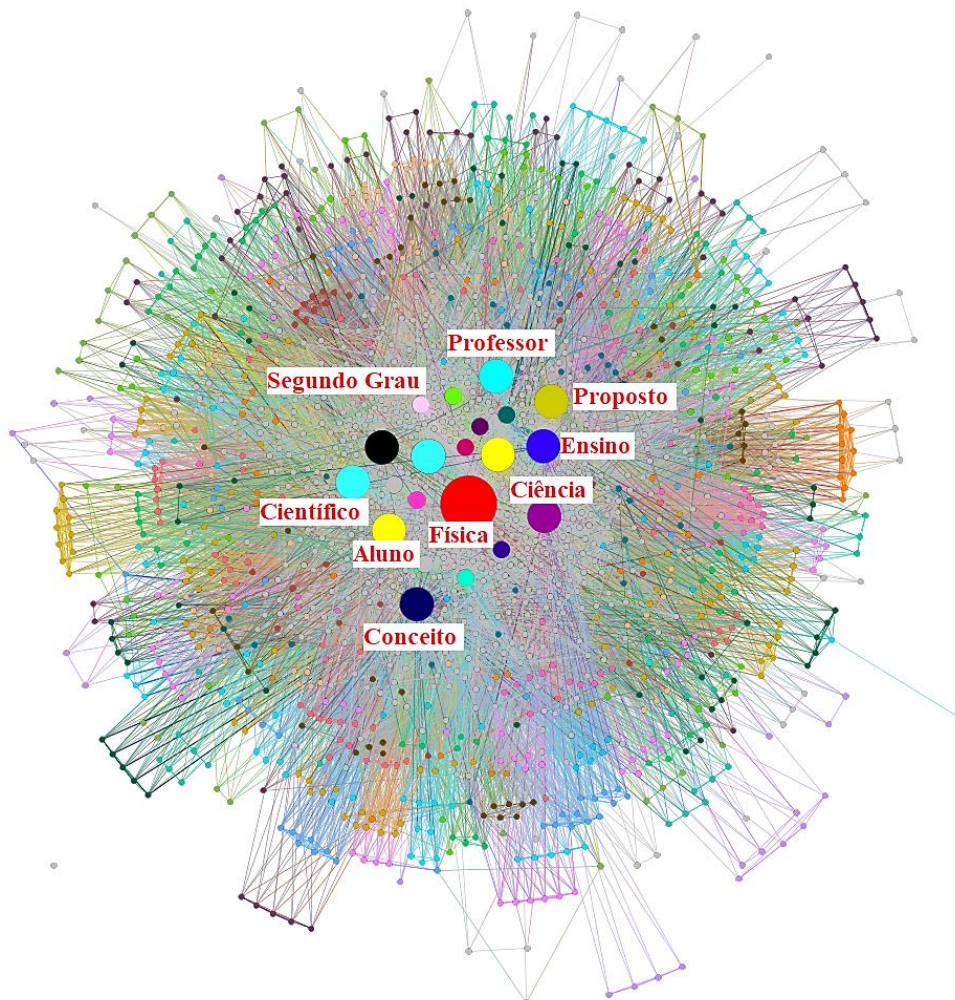 Professor
Segundo Grau
Proposto
Ensino
Ciência
Científico
Física
Aluno
Conceito